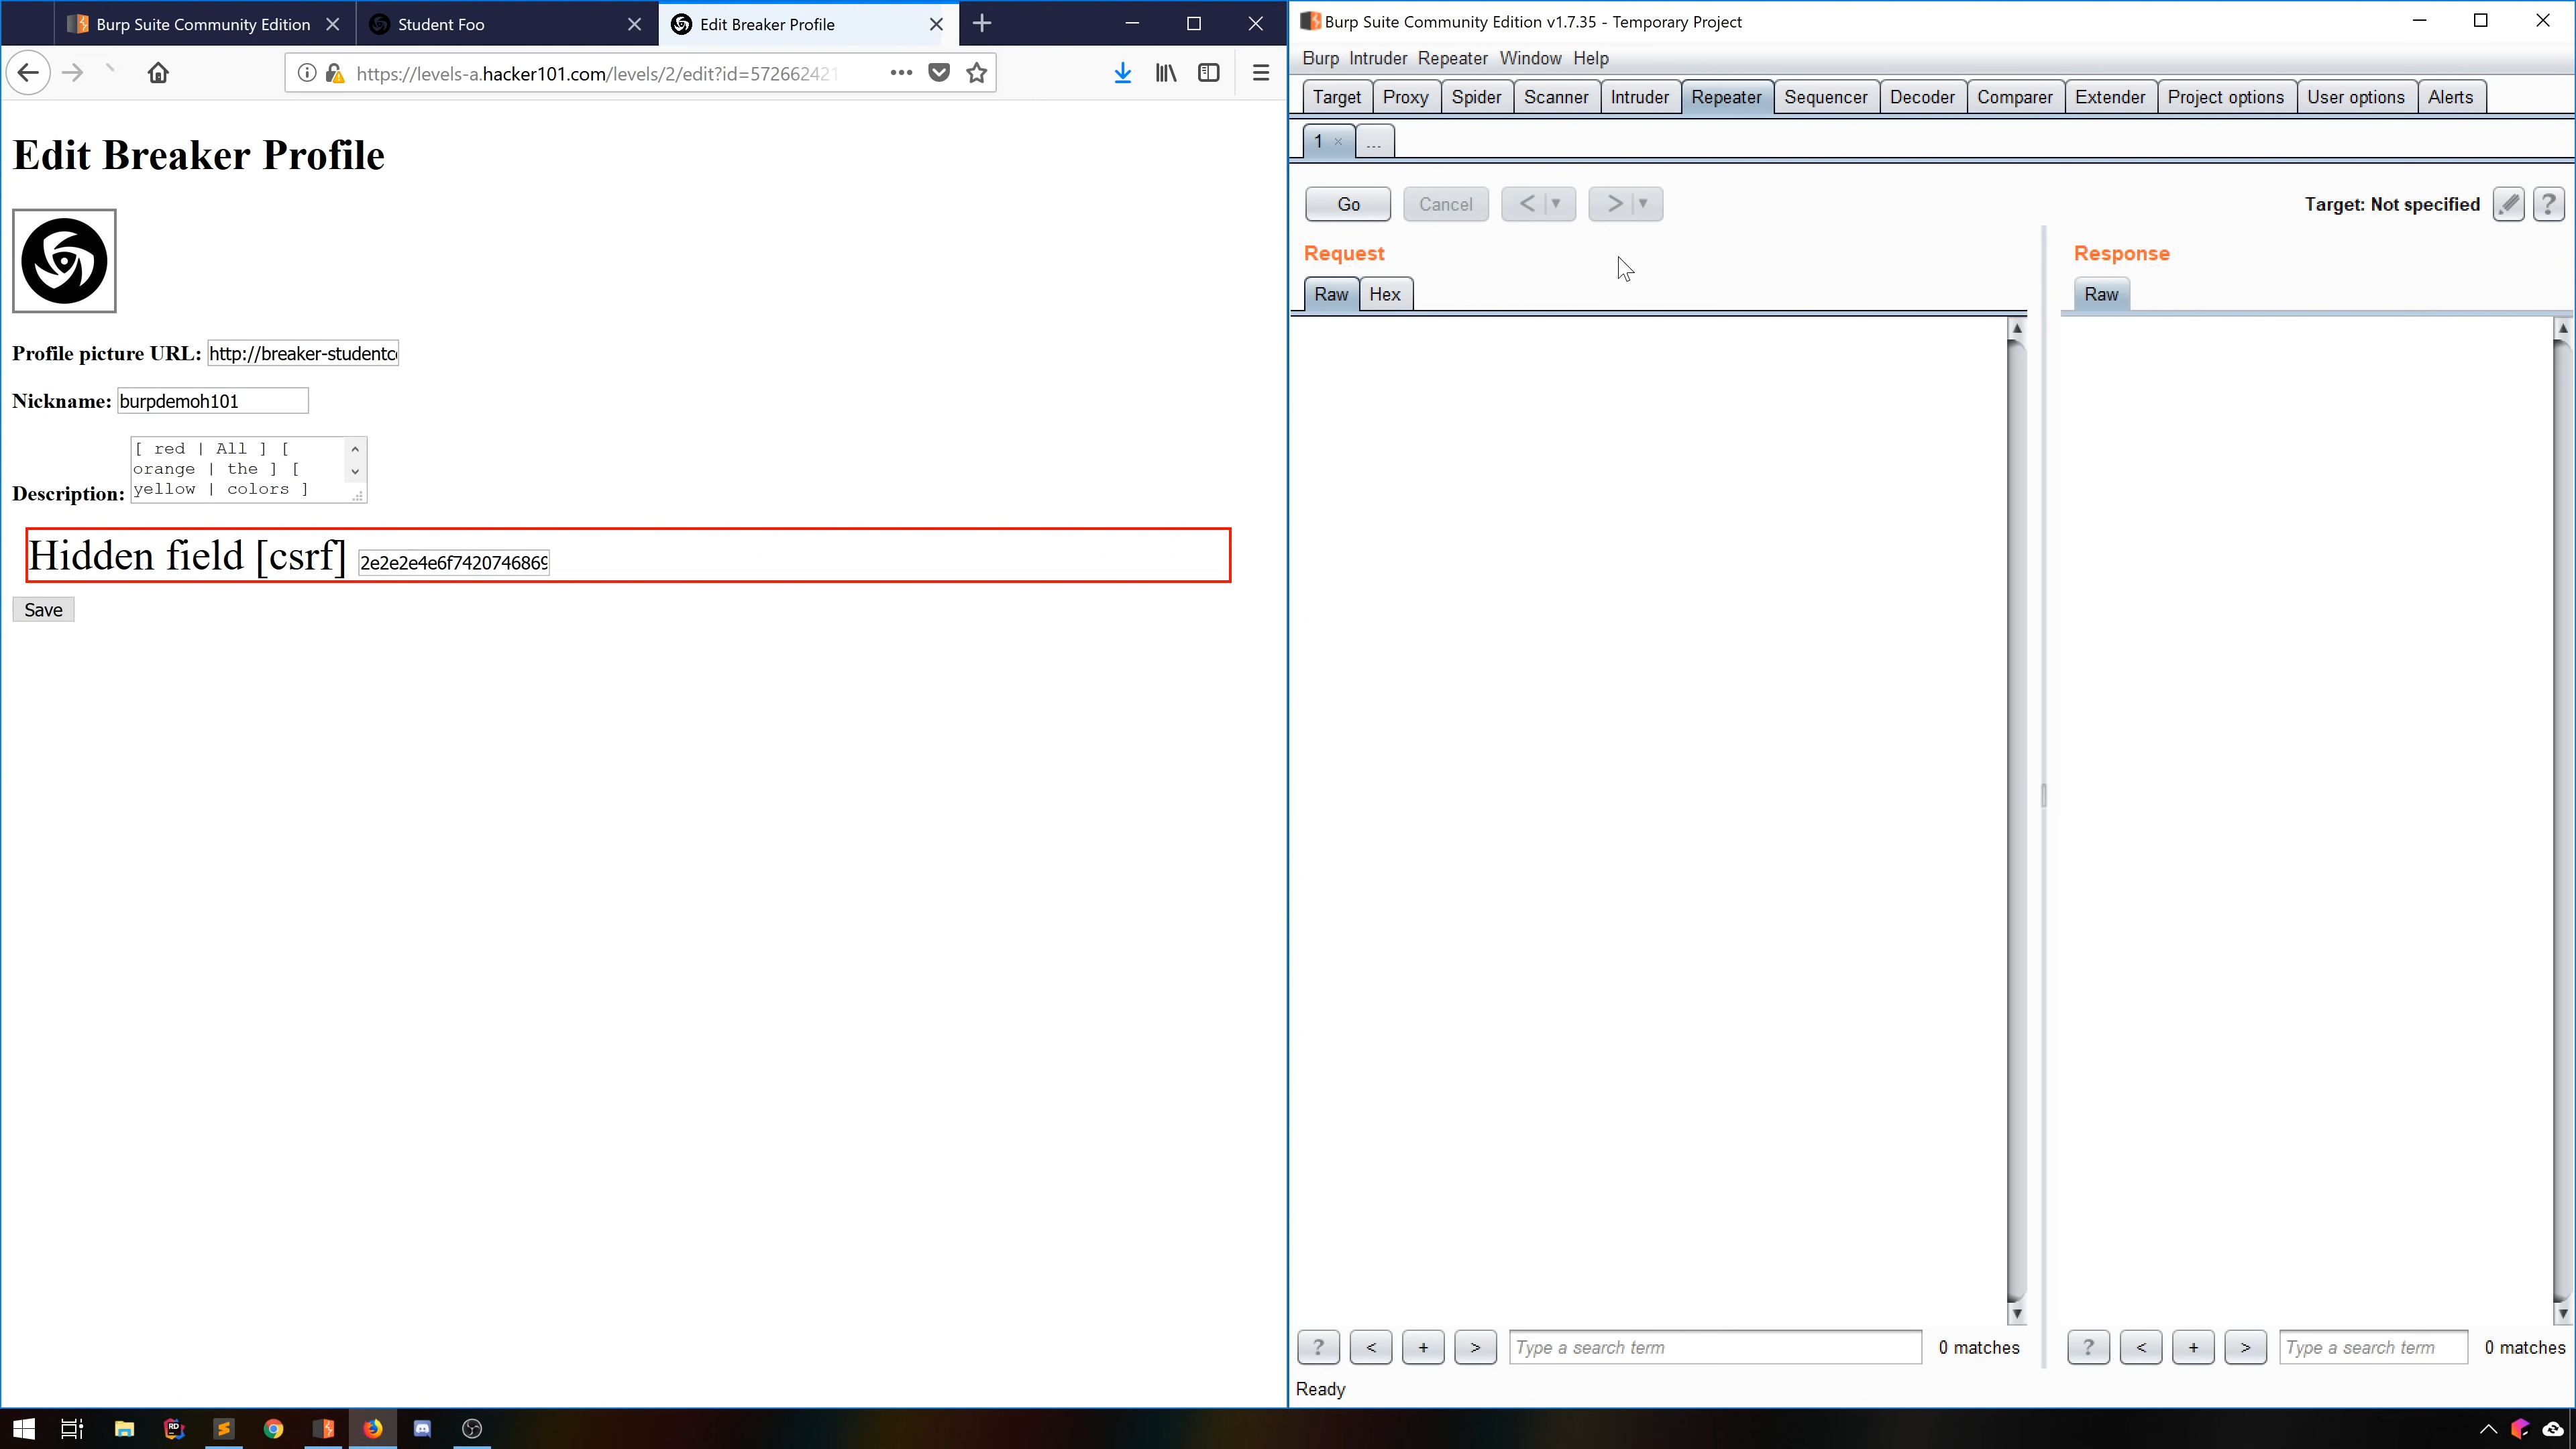 Burp Suite Community Edition
Student Foo
Edit Breaker Profile
https://levels-a.hacker101.com/levels/2/edit?id=572662421
Edit Breaker Profile
Profile picture URL: http://breaker-studentc
Nickname: burpdemoh101
[ red | All ] [
orange | the ] [
Description: yellow | colors ]
Hidden field [csrf] 2e2e2e4e6f7420746869
Save
Burp Suite Community Edition v1.7.35 - Temporary Project
Burp Intruder Repeater Window Help
Target Proxy Spider Scanner Intruder Repeater Sequencer Decoder Comparer Extender Project options User options Alerts
1 × ...
Go Cancel < > Target: Not specified ?
Request
Raw Hex
Response
Raw
? < + > Type a search term 0 matches
? < + > Type a search term 0 matches
Ready
RD